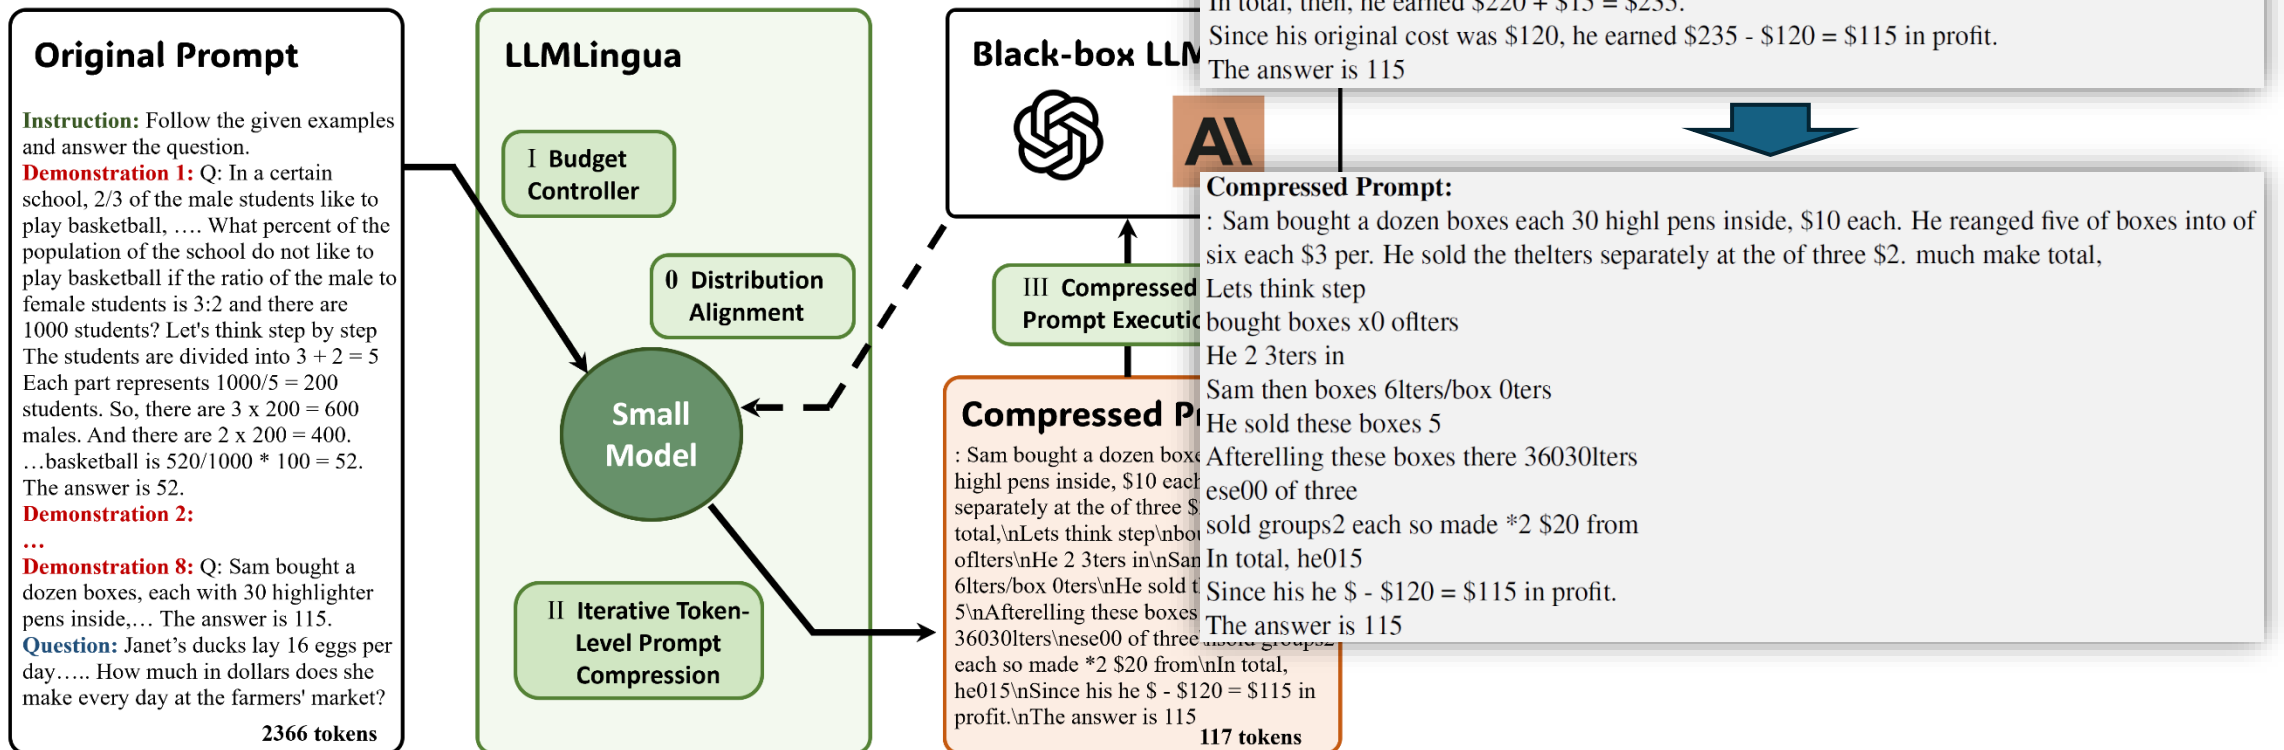 Original Prompt
Instruction: Follow the given examples
and answer the question.
Demonstration 1: Q: In a certain
school, 2/3 of the male students like to
play basketball, …. What percent of the
population of the school do not like to
play basketball if the ratio of the male to
female students is 3:2 and there are
1000 students? Let's think step by step
The students are divided into 3 + 2 = 5
Each part represents 1000/5 = 200
students. So, there are 3 x 200 = 600
males. And there are 2 x 200 = 400.
…basketball is 520/1000 * 100 = 52.
The answer is 52.
Demonstration 2:
…
Demonstration 8: Q: Sam bought a
dozen boxes, each with 30 highlighter
pens inside,… The answer is 115.
Question: Janet’s ducks lay 16 eggs per
day….. How much in dollars does she
make every day at the farmers' market?
2366 tokens
LLMLingua
I Budget
Controller
0 Distribution
Alignment
Small
Model
II Iterative Token-
Level Prompt
Compression
Black-box LLM
A\
III Compressed
Prompt Executio
Compressed P
: Sam bought a dozen boxe
highl pens inside, $10 each
separately at the of three $
total,\nLets think step\nbou
oflters\nHe 2 3ters in\nSan
6lters/box 0ters\nHe sold t
5\nAfterelling these boxes
36030lters\nese00 of three\nsold groups2
each so made *2 $20 from\nIn total,
he015\nSince his he $ - $120 = $115 in
profit.\nThe answer is 115
117 tokens
In total, then, he earned $220 + $15 = $235.
Since his original cost was $120, he earned $235 - $120 = $115 in profit.
The answer is 115
Compressed Prompt:
: Sam bought a dozen boxes each 30 highl pens inside, $10 each. He reanged five of boxes into of
six each $3 per. He sold the thelters separately at the of three $2. much make total,
Lets think step
bought boxes x0 oflters
He 2 3ters in
Sam then boxes 6lters/box 0ters
He sold these boxes 5
Afterelling these boxes there 36030lters
ese00 of three
sold groups2 each so made *2 $20 from
In total, he015
Since his he $ - $120 = $115 in profit.
The answer is 115